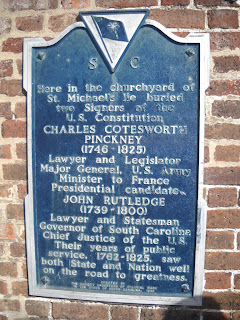 S C
Here in the churchyard of
St. Michael's lie buried
two Signers of the
U.S. Constitution
CHARLES COTESWORTH
PINCKNEY
(1746-1825)
Lawyer and Legislator
Major General, U.S. Army
Minister to France
Presidential candidate
JOHN RUTLEDGE
(1739-1800)
Lawyer and Statesman
Governor of South Carolina
Chief Justice of the U.S.
Their years of public
service, 1762-1825, saw
both State and Nation well
on the road to greatness.